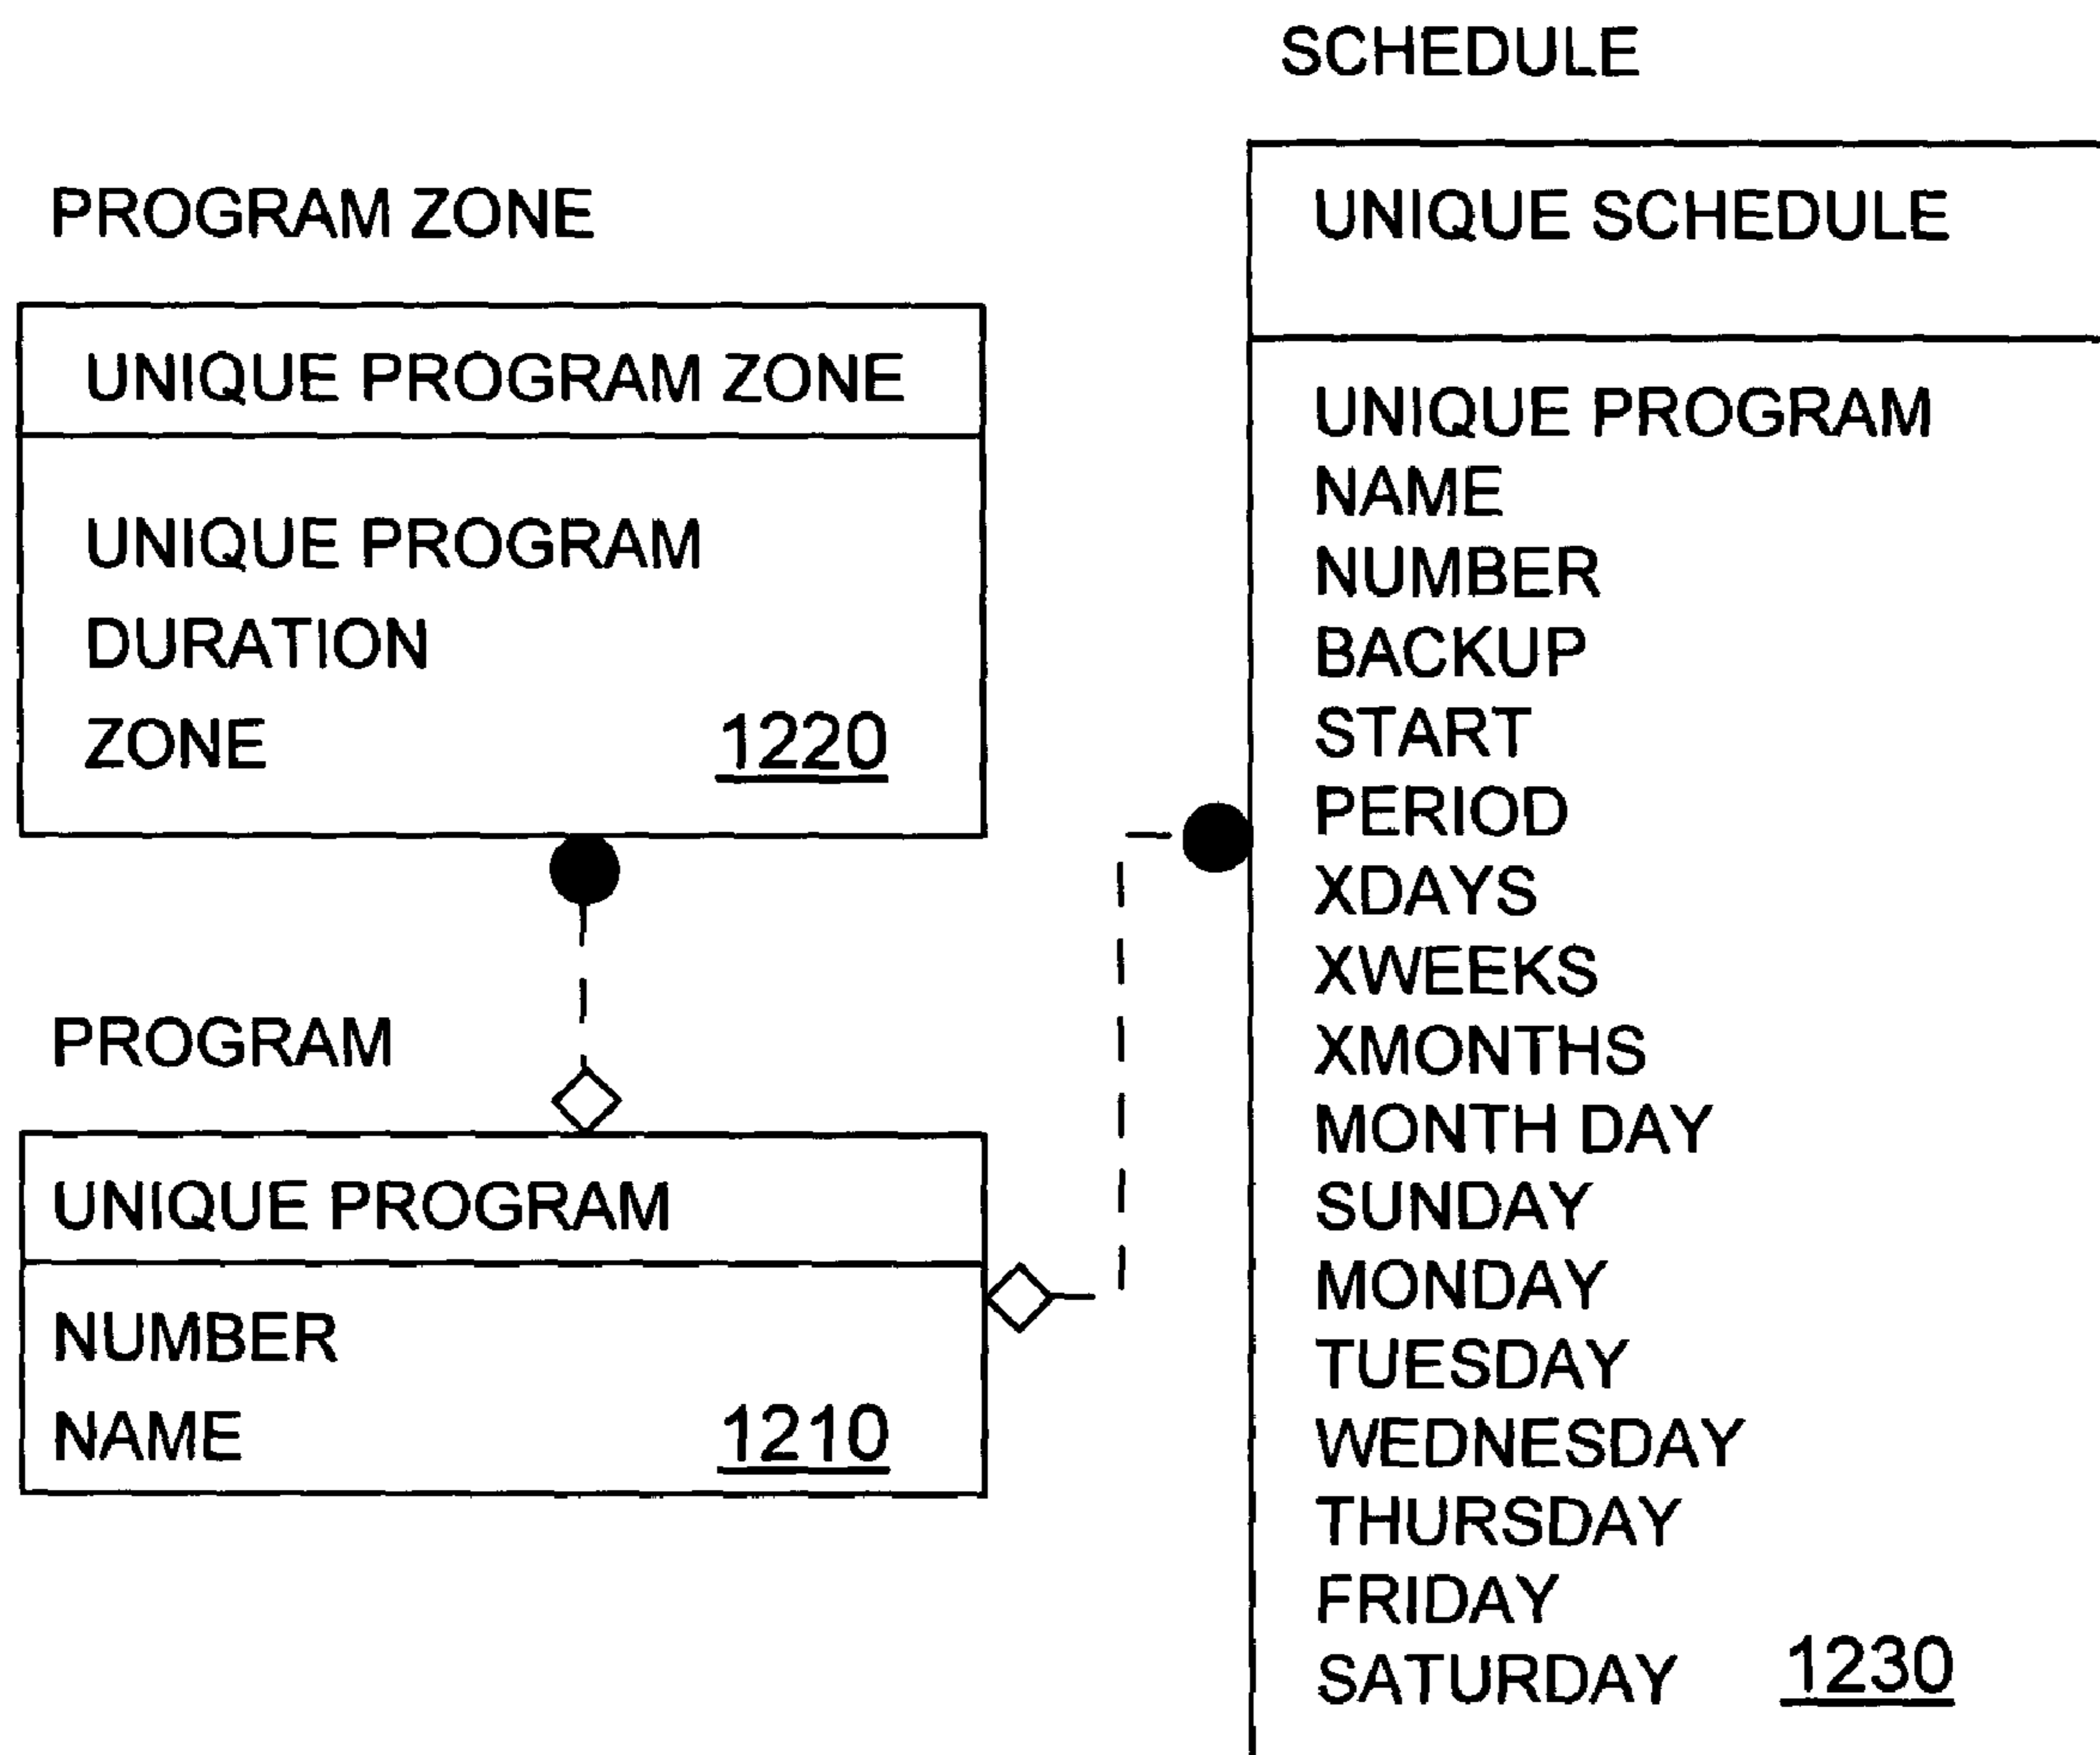 PROGRAM ZONE
UNIQUE PROGRAM ZONE
UNIQUE PROGRAM
DURATION
ZONE 1220
PROGRAM
UNIQUE PROGRAM
NUMBER
NAME 1210
SCHEDULE
UNIQUE SCHEDULE
UNIQUE PROGRAM
NAME
NUMBER
BACKUP
START
PERIOD
XDAYS
XWEEKS
XMONTHS
MONTH DAY
SUNDAY
MONDAY
TUESDAY
WEDNESDAY
THURSDAY
FRIDAY
SATURDAY 1230